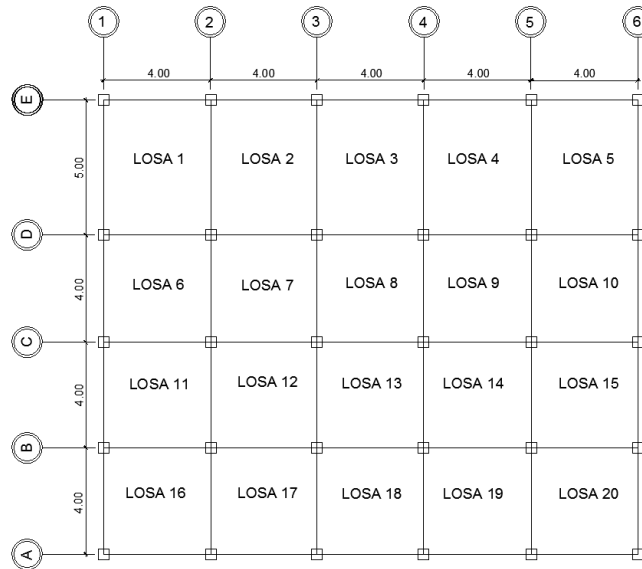 1 2 3 4 5 6
4.00 4.00 4.00 4.00 4.00
E
5.00
LOSA 1 LOSA 2 LOSA 3 LOSA 4 LOSA 5
D
4.00
LOSA 6 LOSA 7 LOSA 8 LOSA 9 LOSA 10
C
4.00
LOSA 11 LOSA 12 LOSA 13 LOSA 14 LOSA 15
B
4.00
LOSA 16 LOSA 17 LOSA 18 LOSA 19 LOSA 20
A